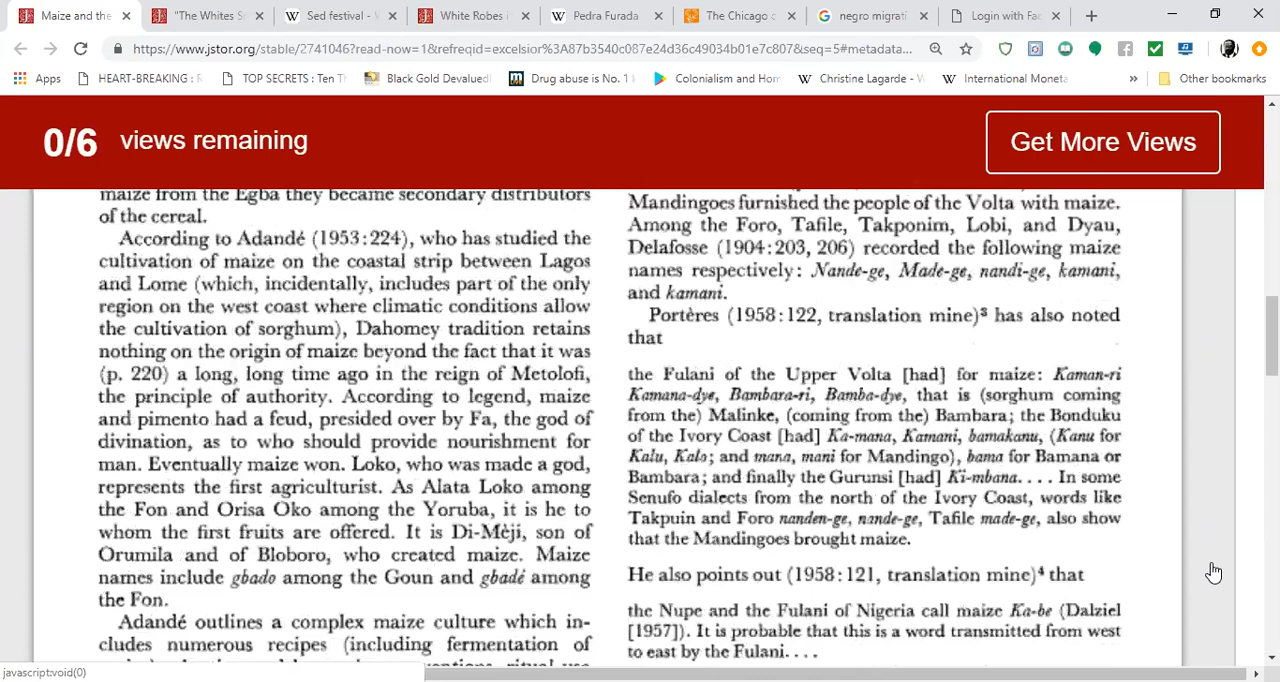 Maize and the
"The Whites S
Sed festival -
White Robes i
Pedra Furada
The Chicago
negro migrati
Login with Fac
https://www.jstor.org/stable/2741046?read-now=1&refreqid=excelsior%3A87b3540c087e24d36c49034b01e7c807&seq=5#metadata...
Apps
HEART-BREAKING : R
TOP SECRETS : Ten Th
Black Gold Devalued
Drug abuse is No. 1
Colonialism and Hom
Christine Lagarde - W
International Moneta
»
Other bookmarks
0/6 views remaining
Get More Views
maize from the Egba they became secondary distributors
of the cereal.
According to Adandé (1953:224), who has studied the
cultivation of maize on the coastal strip between Lagos
and Lome (which, incidentally, includes part of the only
region on the west coast where climatic conditions allow
the cultivation of sorghum), Dahomey tradition retains
nothing on the origin of maize beyond the fact that it was
(p. 220) a long, long time ago in the reign of Metolofi,
the principle of authority. According to legend, maize
and pimento had a feud, presided over by Fa, the god of
divination, as to who should provide nourishment for
man. Eventually maize won. Loko, who was made a god,
represents the first agriculturist. As Alata Loko among
the Fon and Orisa Oko among the Yoruba, it is he to
whom the first fruits are offered. It is Di-Mèji, son of
Orumila and of Bloboro, who created maize. Maize
names include gbado among the Goun and gbadé among
the Fon.
Adandé outlines a complex maize culture which in-
cludes numerous recipes (including fermentation of
Mandingoes furnished the people of the Volta with maize.
Among the Foro, Tafile, Takponim, Lobi, and Dyau,
Delafosse (1904:203, 206) recorded the following maize
names respectively: Nande-ge, Made-ge, nandi-ge, kamani,
and kamani.
Portères (1958:122, translation mine)³ has also noted
that
the Fulani of the Upper Volta [had] for maize: Kaman-ri
Kamana-dye, Bambara-ri, Bamba-dye, that is (sorghum coming
from the) Malinke, (coming from the) Bambara; the Bonduku
of the Ivory Coast [had] Ka-mana, Kamani, bamakanu, (Kanu for
Kalu, Kalo; and mana, mani for Mandingo), bama for Bamana or
Bambara; and finally the Gurunsi [had] Ki-mbana. . . . In some
Senufo dialects from the north of the Ivory Coast, words like
Takpuin and Foro nanden-ge, nande-ge, Tafile made-ge, also show
that the Mandingoes brought maize.
He also points out (1958:121, translation mine)⁴ that
the Nupe and the Fulani of Nigeria call maize Ka-be (Dalziel
[1957]). It is probable that this is a word transmitted from west
to east by the Fulani. . . .
javascript:void(0)